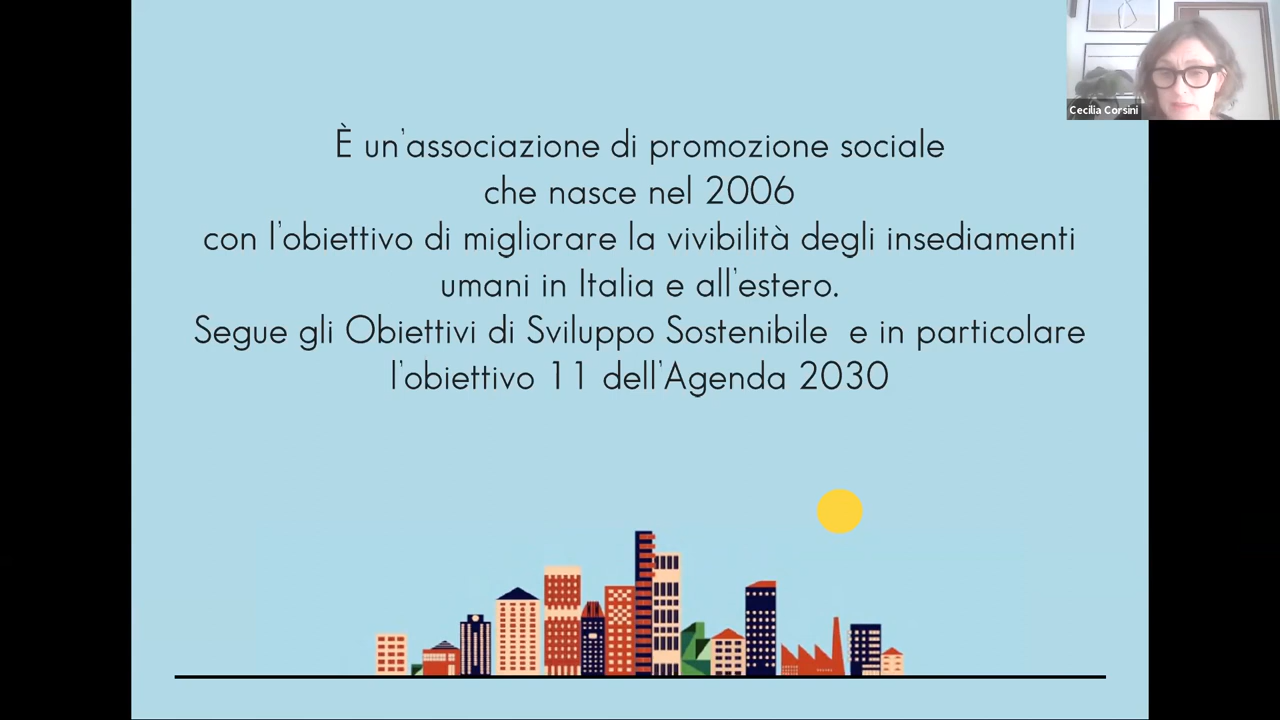 È un'associazione di promozione sociale
che nasce nel 2006
con l'obiettivo di migliorare la vivibilità degli insediamenti
umani in Italia e all'estero.
Segue gli Obiettivi di Sviluppo Sostenibile  e in particolare
l'obiettivo 11 dell'Agenda 2030
Cecilia Corsini